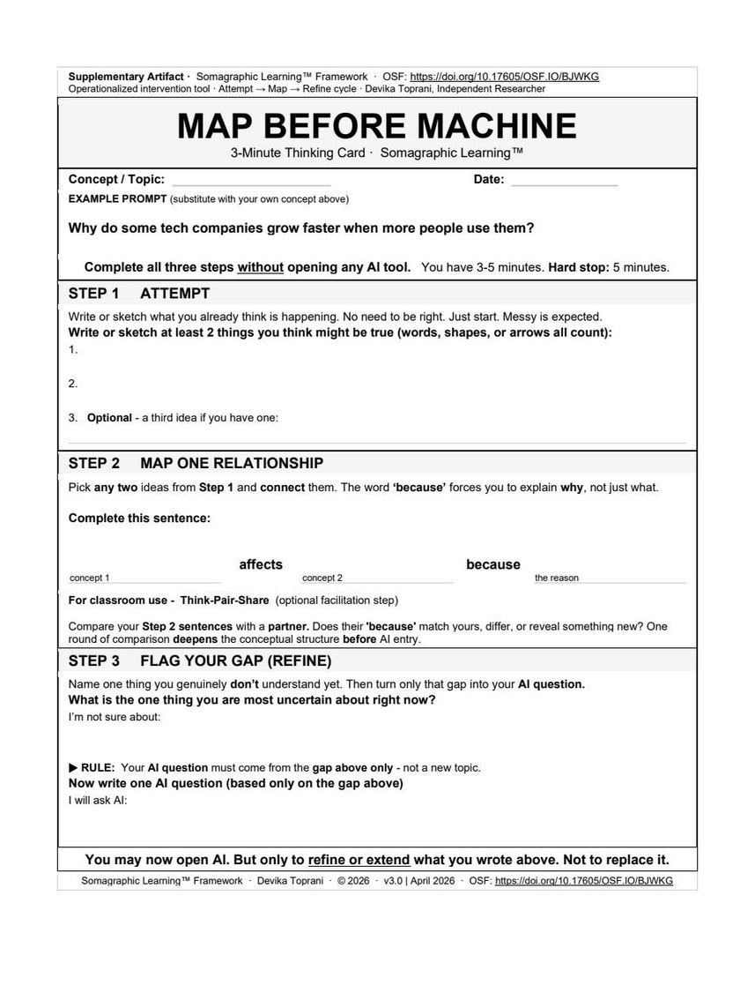 Supplementary Artifact · Somagraphic Learning™ Framework · OSF: https://doi.org/10.17605/OSF.IO/BJWKG
Operationalized intervention tool · Attempt → Map → Refine cycle · Devika Toprani, Independent Researcher
MAP BEFORE MACHINE
3-Minute Thinking Card · Somagraphic Learning™
Concept / Topic: Date:
EXAMPLE PROMPT (substitute with your own concept above)
Why do some tech companies grow faster when more people use them?
Complete all three steps without opening any AI tool. You have 3-5 minutes. Hard stop: 5 minutes.
STEP 1 ATTEMPT
Write or sketch what you already think is happening. No need to be right. Just start. Messy is expected.
Write or sketch at least 2 things you think might be true (words, shapes, or arrows all count):
1.
2.
3. Optional - a third idea if you have one:
STEP 2 MAP ONE RELATIONSHIP
Pick any two ideas from Step 1 and connect them. The word ‘because’ forces you to explain why, not just what.
Complete this sentence:
affects because
concept 1 concept 2 the reason
For classroom use - Think-Pair-Share (optional facilitation step)
Compare your Step 2 sentences with a partner. Does their 'because' match yours, differ, or reveal something new? One
round of comparison deepens the conceptual structure before AI entry.
STEP 3 FLAG YOUR GAP (REFINE)
Name one thing you genuinely don’t understand yet. Then turn only that gap into your AI question.
What is the one thing you are most uncertain about right now?
I’m not sure about:
▶ RULE: Your AI question must come from the gap above only - not a new topic.
Now write one AI question (based only on the gap above)
I will ask AI:
You may now open AI. But only to refine or extend what you wrote above. Not to replace it.
Somagraphic Learning™ Framework · Devika Toprani · © 2026 · v3.0 | April 2026 · OSF: https://doi.org/10.17605/OSF.IO/BJWKG